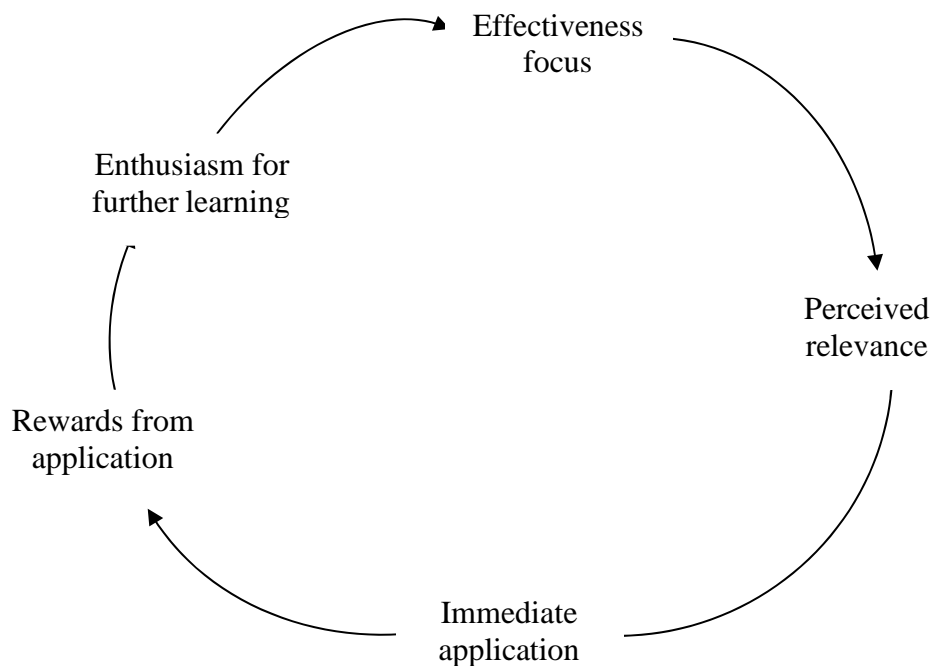 Effectiveness
focus
Perceived
relevance
Immediate
application
Rewards from
application
Enthusiasm for
further learning